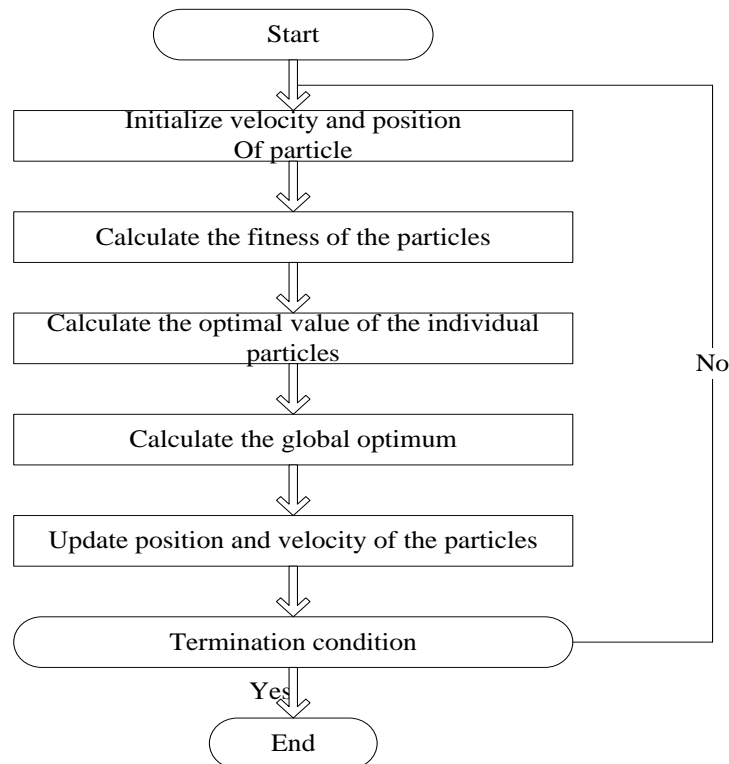 Start
Initialize velocity and position
Of particle
Calculate the fitness of the particles
Calculate the optimal value of the individual
particles
Calculate the global optimum
Update position and velocity of the particles
Termination condition
No
Yes
End